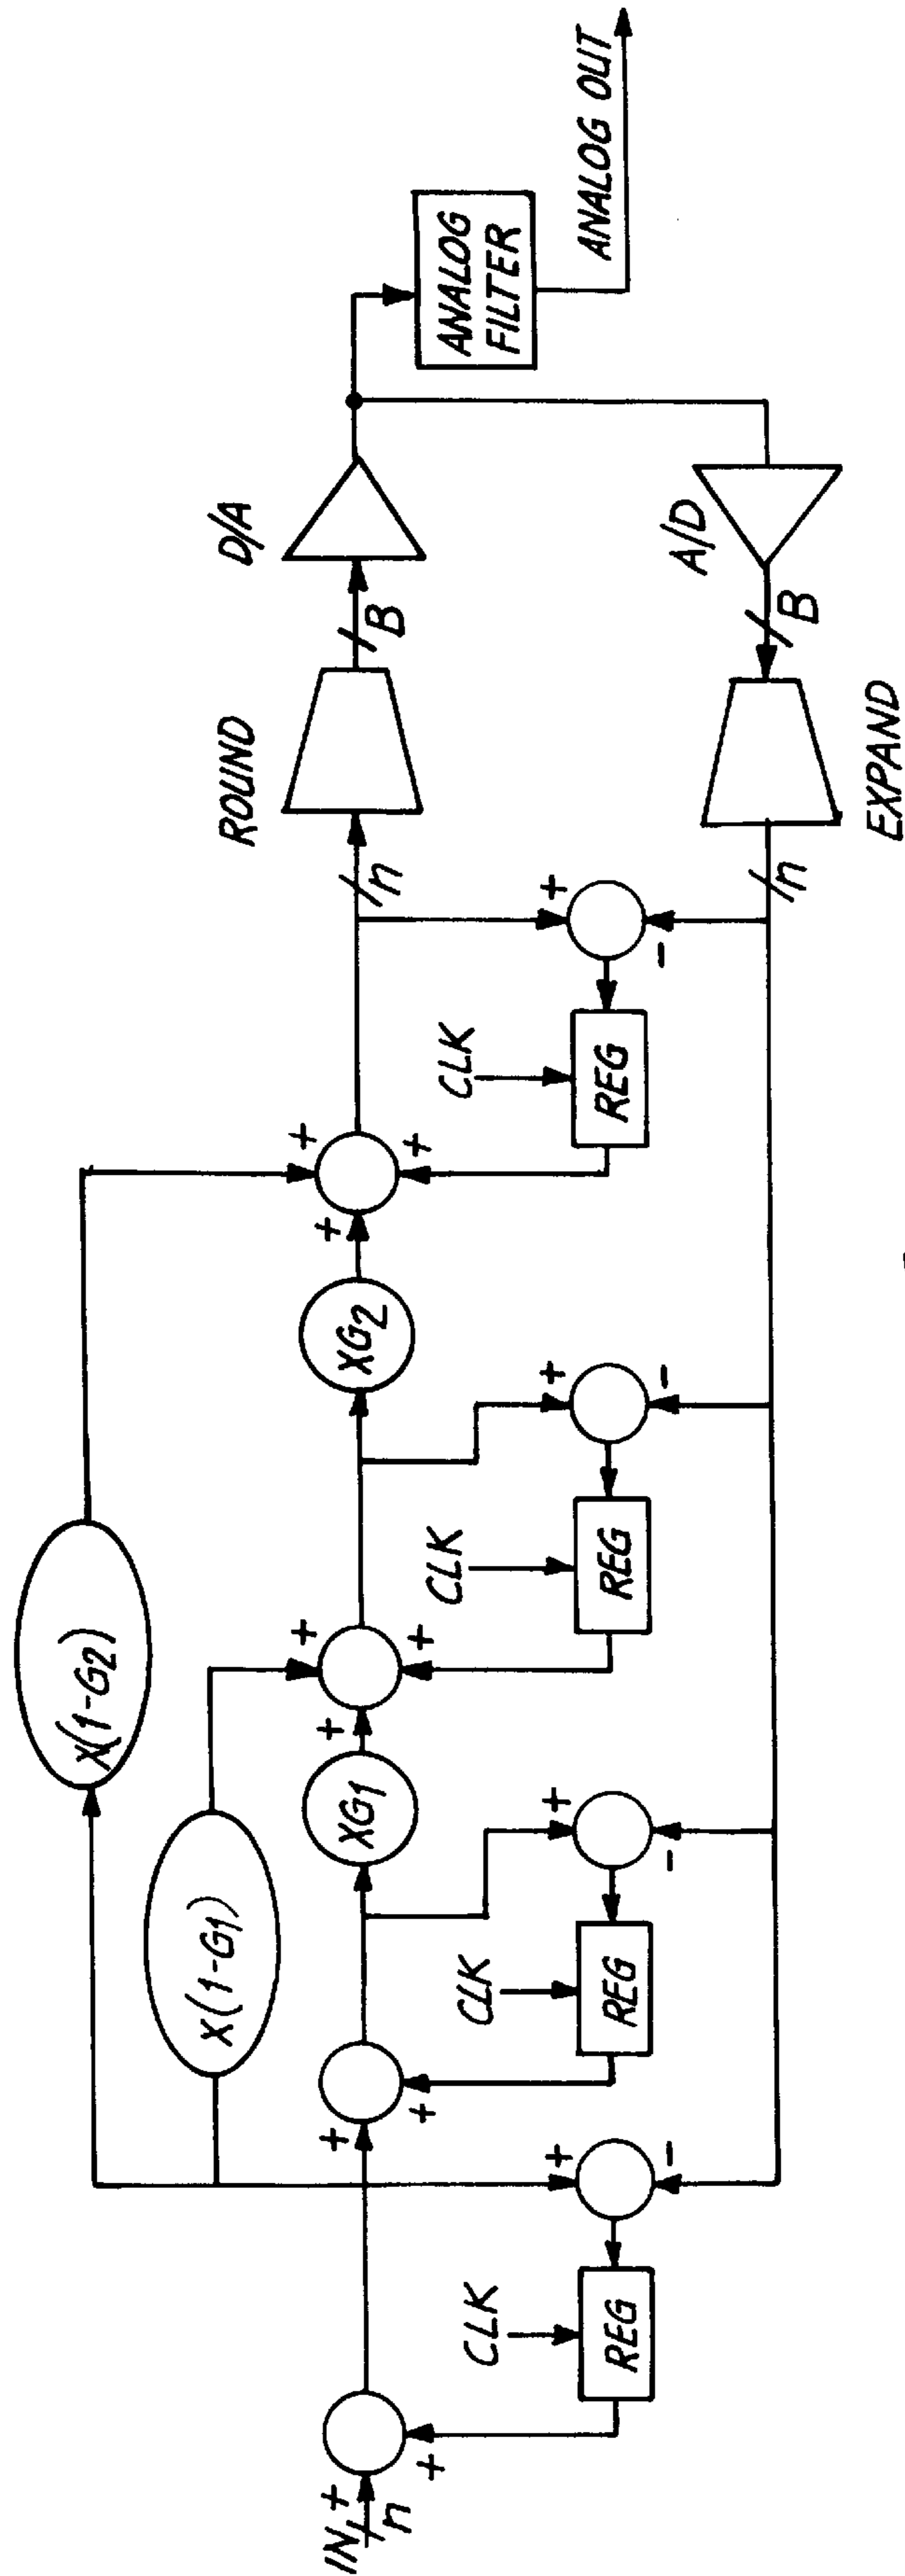 X(1-G2)
X(1-G1)
IN
+
n
+
CLK
REG
+
-
+
+
CLK
REG
+
-
XG1
+
+
+
CLK
REG
+
-
XG2
+
+
+
CLK
REG
+
-
n
ROUND
B
D/A
ANALOG
FILTER
ANALOG OUT
A/D
B
EXPAND
n